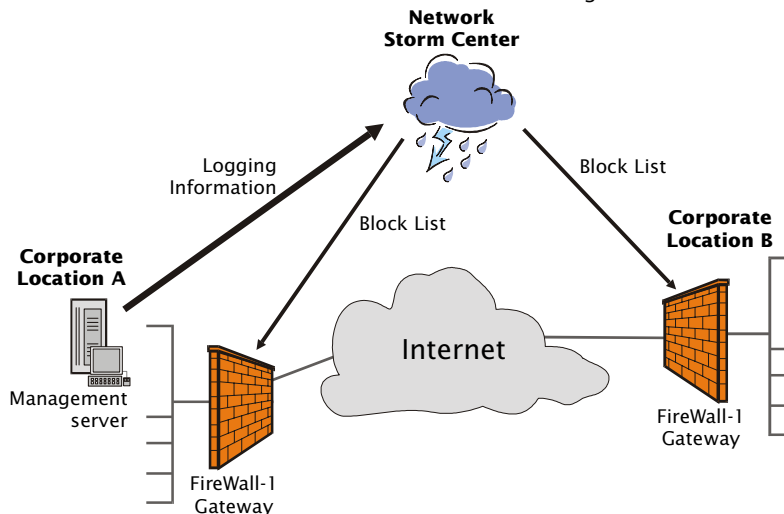 Network
Storm Center
Logging
Information
Block List
Block List
Corporate
Location B
Corporate
Location A
Internet
Management
server
FireWall-1
Gateway
FireWall-1
Gateway